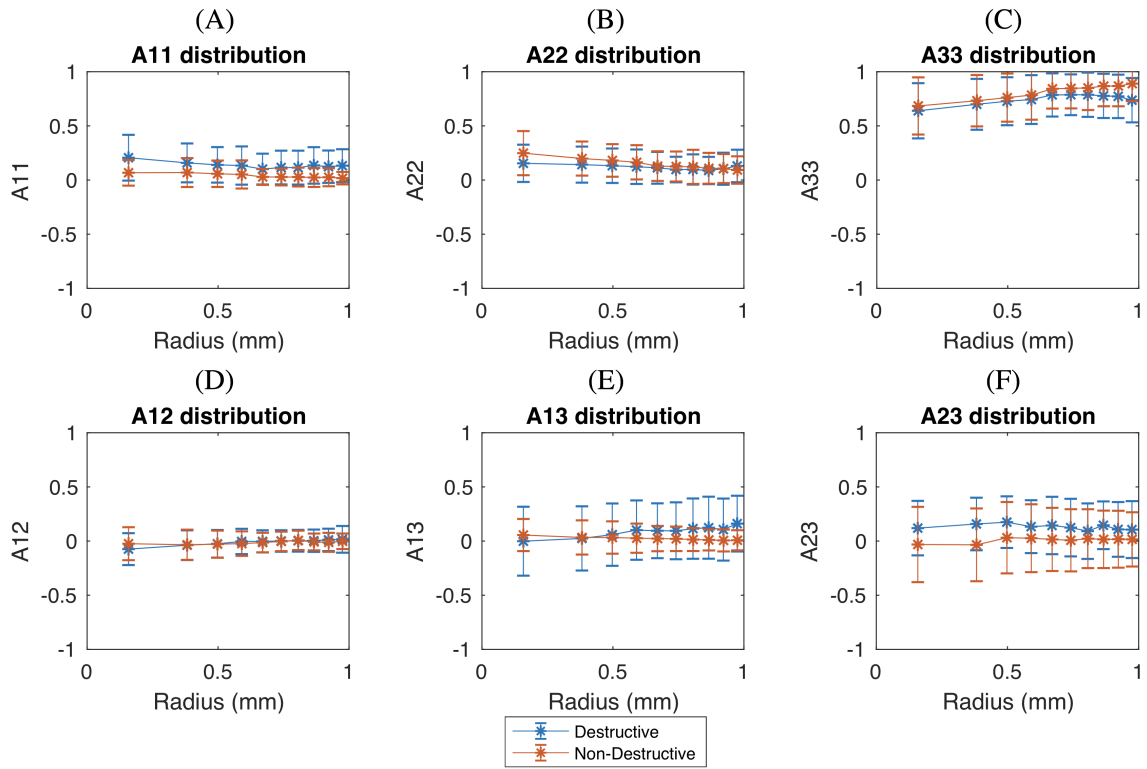 (A) (B) (C)
A11 distribution A22 distribution A33 distribution
1 1 1
0.5 0.5 0.5
A11 0 A22 0 A33 0
-0.5 -0.5 -0.5
-1 -1 -1
0 0.5 1 0 0.5 1 0 0.5 1
Radius (mm) Radius (mm) Radius (mm)
(D) (E) (F)
A12 distribution A13 distribution A23 distribution
1 1 1
0.5 0.5 0.5
A12 0 A13 0 A23 0
-0.5 -0.5 -0.5
-1 -1 -1
0 0.5 1 0 0.5 1 0 0.5 1
Radius (mm) Radius (mm) Radius (mm)
Destructive
Non-Destructive